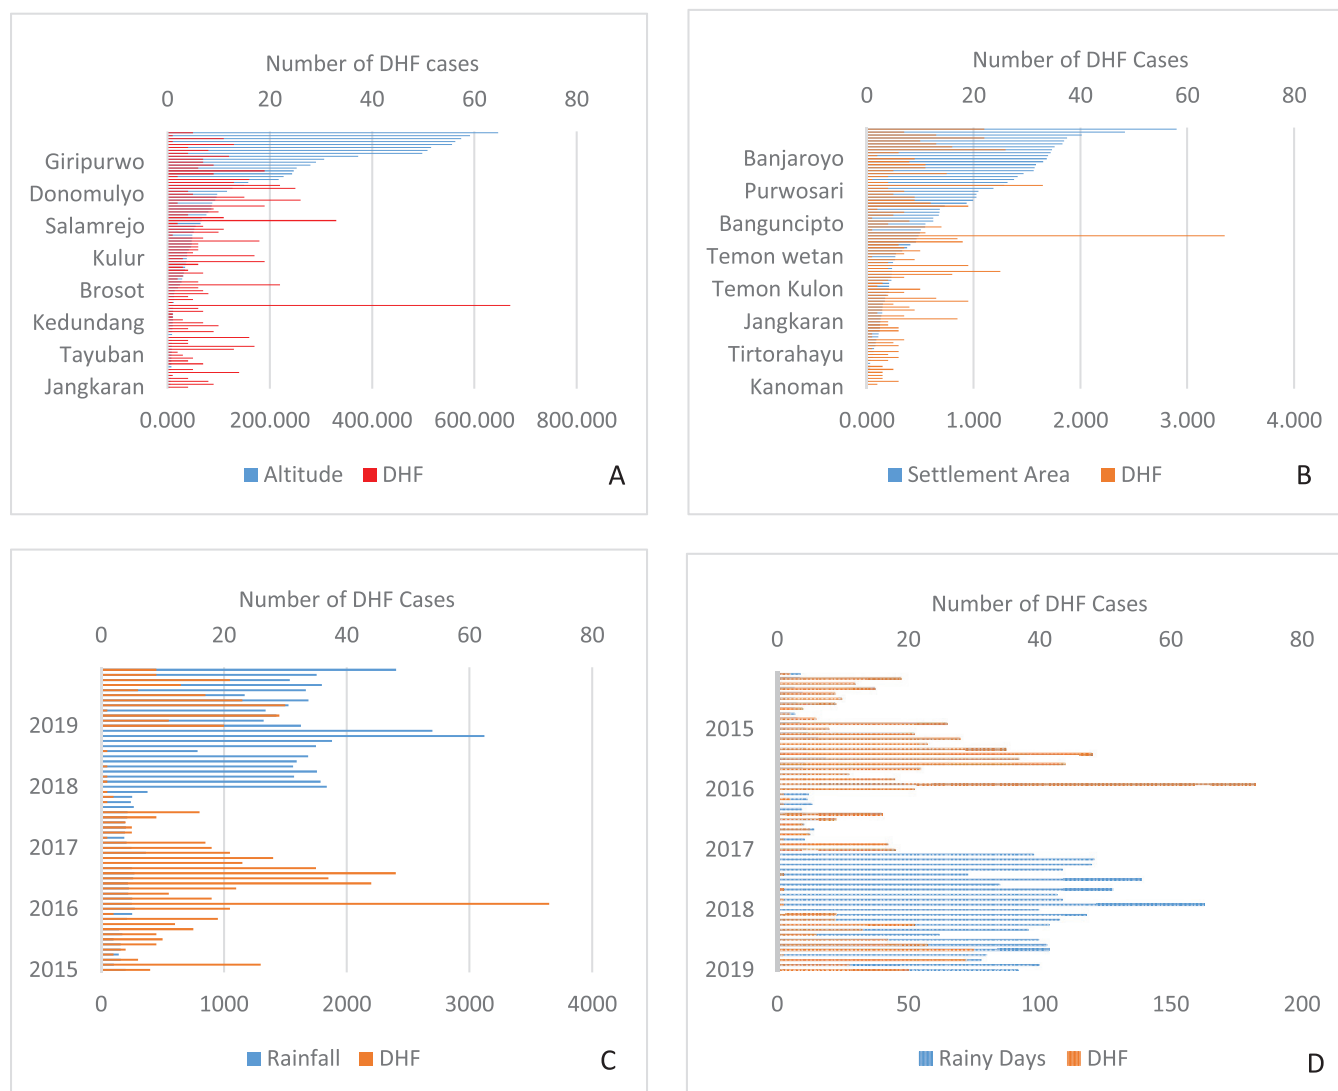 Number of DHF cases
0 20 40 60 80
Giripurwo
Donomulyo
Salamrejo
Kulur
Brosot
Kedundang
Tayuban
Jangkaran
0.000 200.000 400.000 600.000 800.000
Altitude DHF
A
Number of DHF Cases
0 20 40 60 80
Banjaroyo
Purwosari
Banguncipto
Temon wetan
Temon Kulon
Jangkaran
Tirtorahayu
Kanoman
0.000 1.000 2.000 3.000 4.000
Settlement Area DHF
B
Number of DHF Cases
0 20 40 60 80
2019
2018
2017
2016
2015
0 1000 2000 3000 4000
Rainfall DHF
C
Number of DHF Cases
0 20 40 60 80
2015
2016
2017
2018
2019
0 50 100 150 200
Rainy Days DHF
D